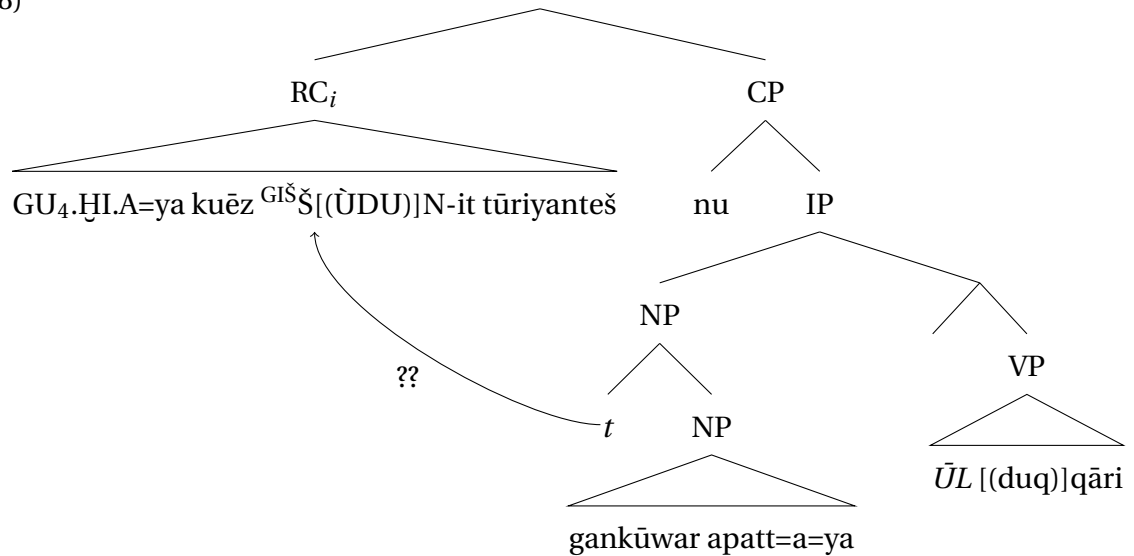 RCi CP
GU₄.ḪI.A=ya kuēz ᴳᴵˢ̌Š[(ÙDU)]N-it tūriyanteš nu IP
NP
?? VP
t NP
ŪL [(duq)]qāri
gankūwar apatt=a=ya